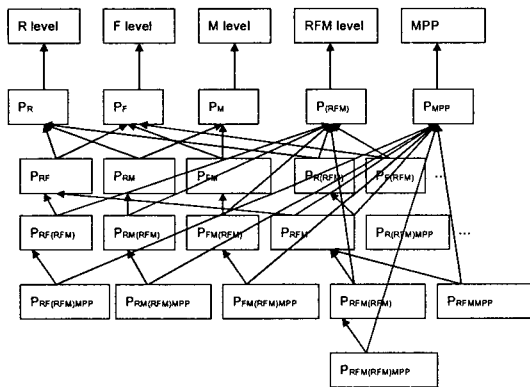 R level F level M level RFM level MPP
PR PF PM P(RFM) PMPP
PRF PRM PFM PR(RFM) PF(RFM) ...
PRF(RFM) PRM(RFM) PFM(RFM) PRFM PR(RFM)MPP ...
PRF(RFM)MPP PRM(RFM)MPP PFM(RFM)MPP PRFM(RFM) PRFMMPP
PRFM(RFM)MPP